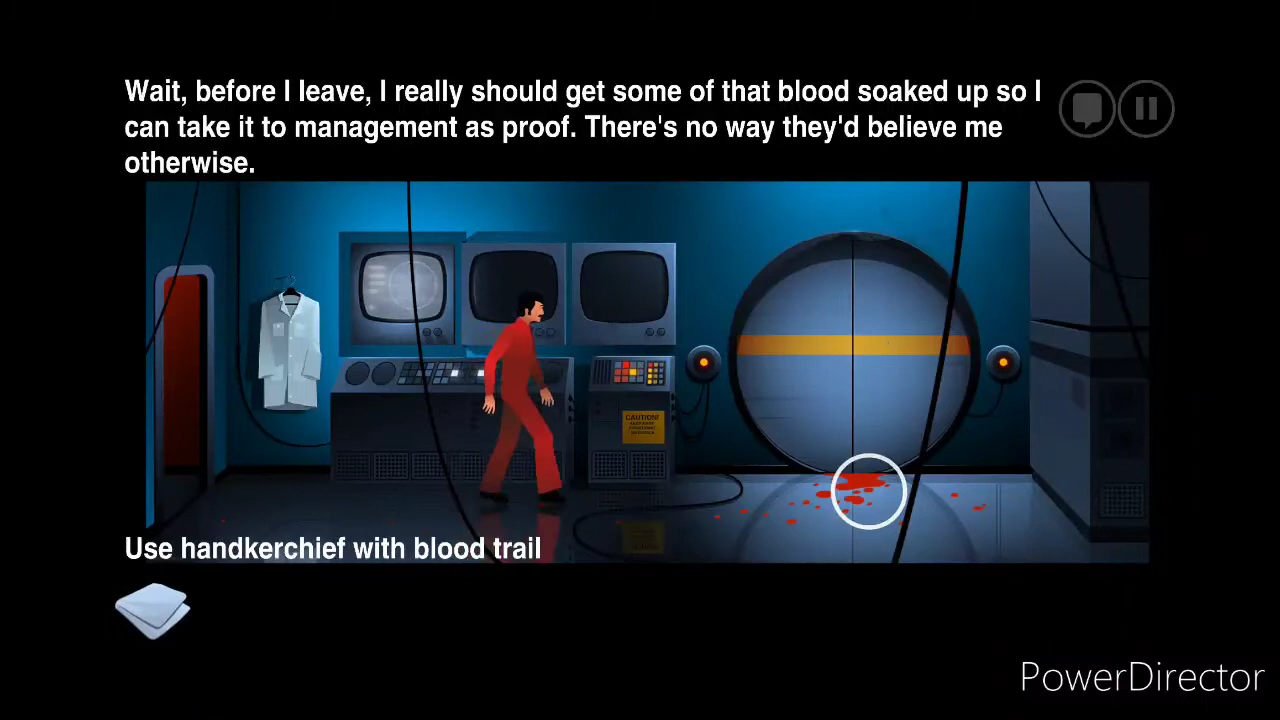 Wait, before I leave, I really should get some of that blood soaked up so I
can take it to management as proof. There's no way they'd believe me
otherwise.
CAUTION!
Use handkerchief with blood trail
PowerDirector